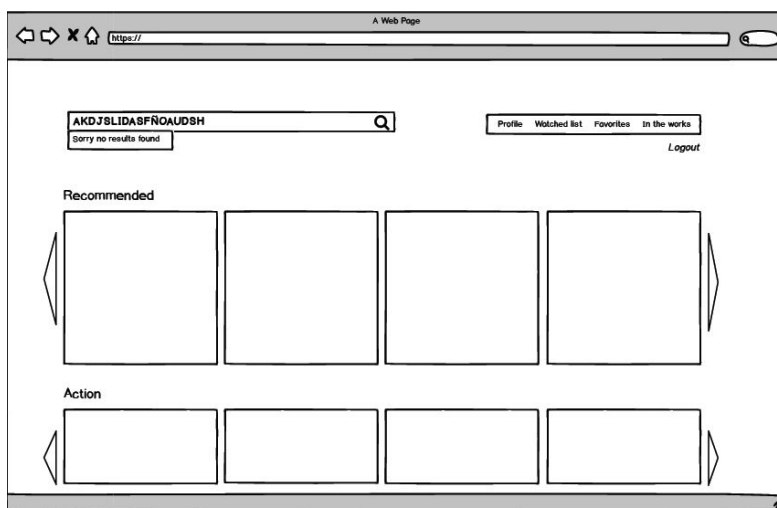 A Web Page
https://
AKDJSLIDASFÑOAUDSH
Sorry no results found
Profile Watched list Favorites In the works
Logout
Recommended
Action